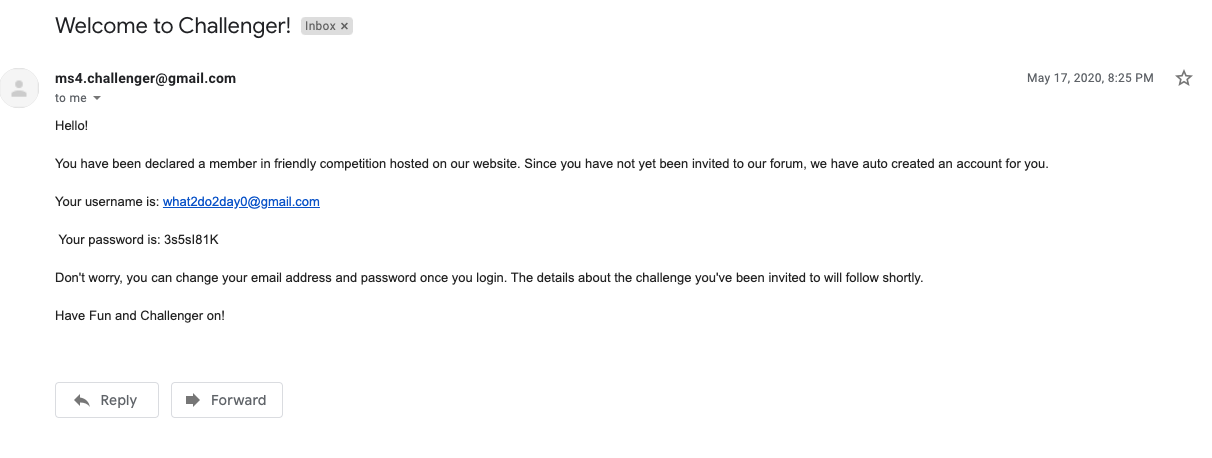 Welcome to Challenger! Inbox ×
ms4.challenger@gmail.com May 17, 2020, 8:25 PM
to me
Hello!
You have been declared a member in friendly competition hosted on our website. Since you have not yet been invited to our forum, we have auto created an account for you.
Your username is: what2do2day0@gmail.com
Your password is: 3s5sI81K
Don't worry, you can change your email address and password once you login. The details about the challenge you've been invited to will follow shortly.
Have Fun and Challenger on!
Reply Forward